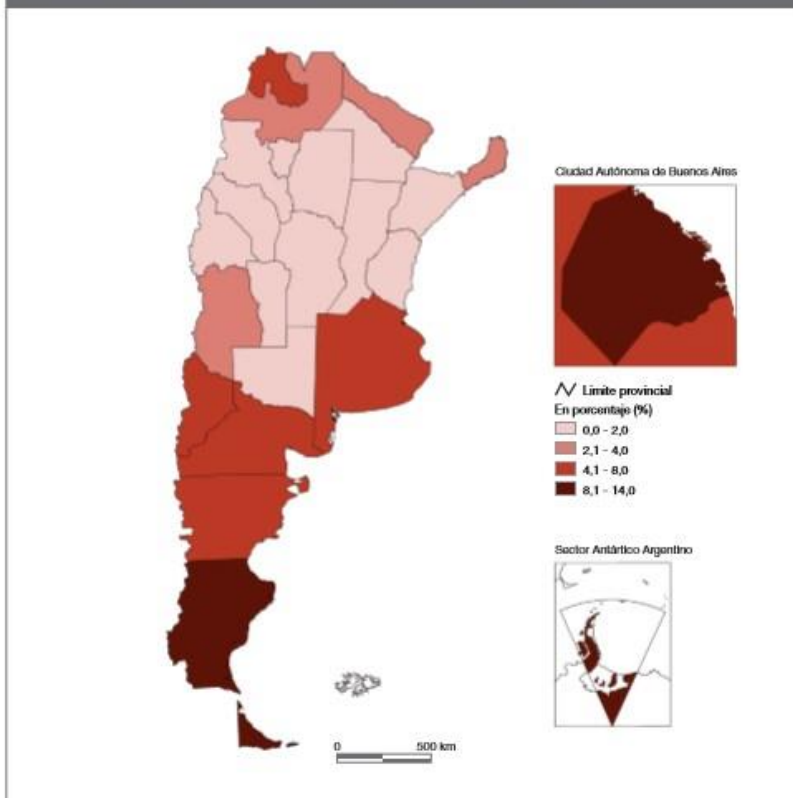 Ciudad Autónoma de Buenos Aires
Límite provincial
En porcentaje (%)
0,0 - 2,0
2,1 - 4,0
4,1 - 8,0
8,1 - 14,0
Sector Antártico Argentino
0 500 km